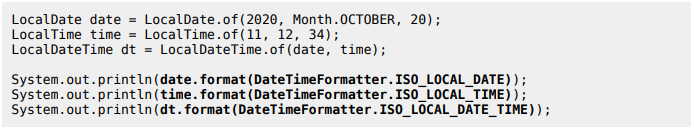 LocalDate date = LocalDate.of(2020, Month.OCTOBER, 20);
LocalTime time = LocalTime.of(11, 12, 34);
LocalDateTime dt = LocalDateTime.of(date, time);
System.out.println(date.format(DateTimeFormatter.ISO_LOCAL_DATE));
System.out.println(time.format(DateTimeFormatter.ISO_LOCAL_TIME));
System.out.println(dt.format(DateTimeFormatter.ISO_LOCAL_DATE_TIME));